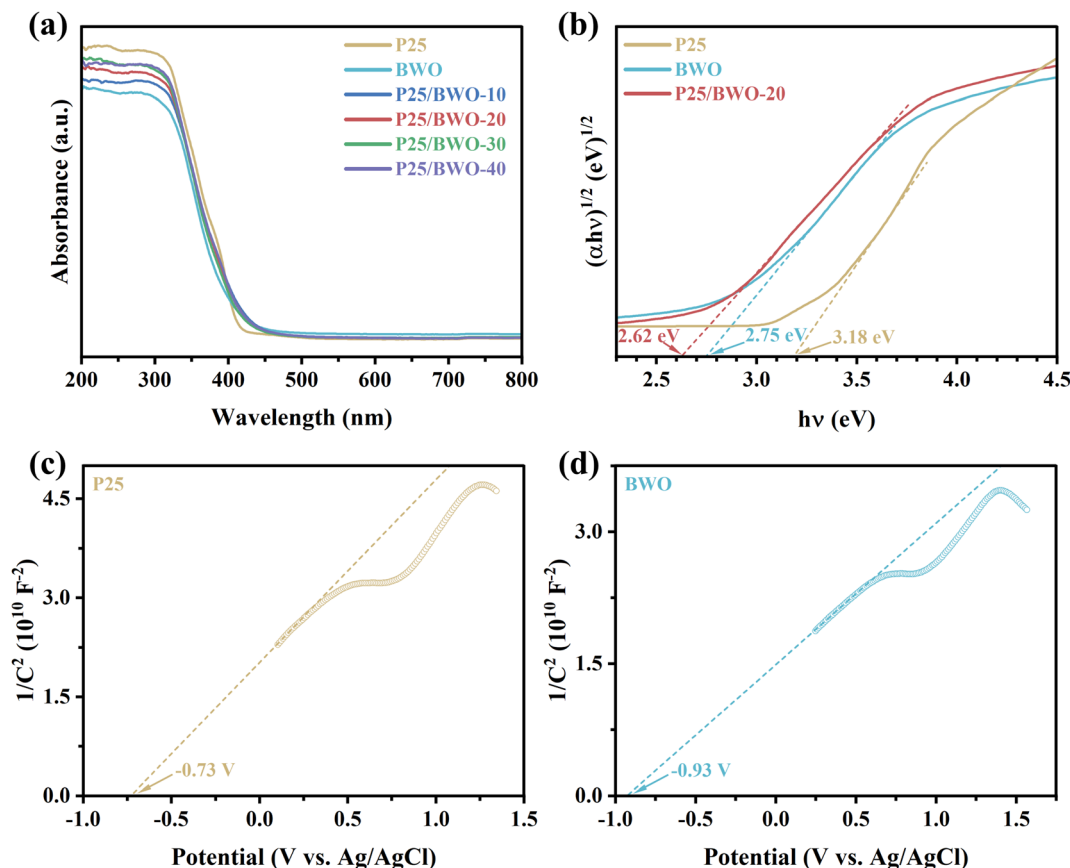 (a)
P25
BWO
P25/BWO-10
P25/BWO-20
P25/BWO-30
P25/BWO-40
Absorbance (a.u.)
200 300 400 500 600 700 800
Wavelength (nm)
(b)
P25
BWO
P25/BWO-20
(αhν)^1/2 (eV)^1/2
2.62 eV
2.75 eV
3.18 eV
2.5 3.0 3.5 4.0 4.5
hν (eV)
(c)
P25
1/C² (10¹⁰ F⁻²)
4.5
3.0
1.5
0.0
-0.73 V
-1.0 -0.5 0.0 0.5 1.0 1.5
Potential (V vs. Ag/AgCl)
(d)
BWO
1/C² (10¹⁰ F⁻²)
3.0
1.5
0.0
-0.93 V
-1.0 -0.5 0.0 0.5 1.0 1.5
Potential (V vs. Ag/AgCl)